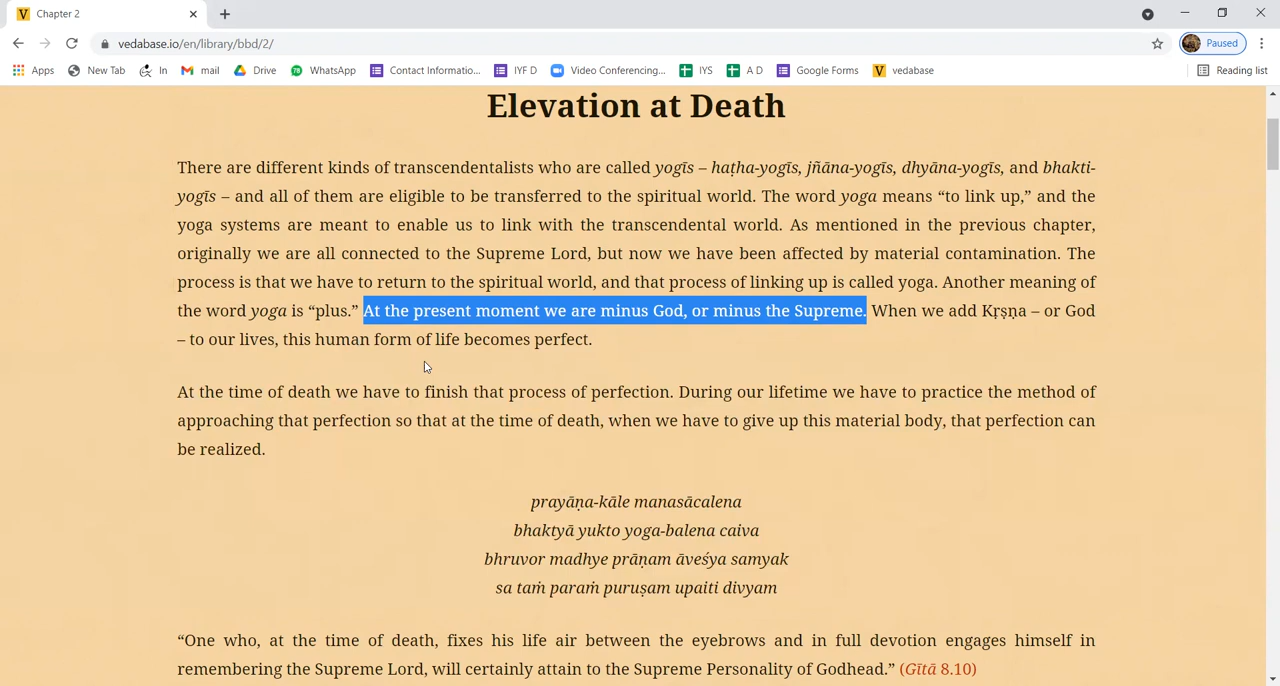 Chapter 2
vedabase.io/en/library/bbd/2/
Paused
Apps New Tab In mail Drive WhatsApp Contact Informatio... IYF D Video Conferencing... IYS A D Google Forms vedabase Reading list
Elevation at Death
There are different kinds of transcendentalists who are called yogīs – haṭha-yogīs, jñāna-yogīs, dhyāna-yogīs, and bhakti-
yogīs – and all of them are eligible to be transferred to the spiritual world. The word yoga means “to link up,” and the
yoga systems are meant to enable us to link with the transcendental world. As mentioned in the previous chapter,
originally we are all connected to the Supreme Lord, but now we have been affected by material contamination. The
process is that we have to return to the spiritual world, and that process of linking up is called yoga. Another meaning of
the word yoga is “plus.” At the present moment we are minus God, or minus the Supreme. When we add Kṛṣṇa – or God
– to our lives, this human form of life becomes perfect.
At the time of death we have to finish that process of perfection. During our lifetime we have to practice the method of
approaching that perfection so that at the time of death, when we have to give up this material body, that perfection can
be realized.
prayāṇa-kāle manasācalena
bhaktyā yukto yoga-balena caiva
bhruvor madhye prāṇam āveśya samyak
sa taṁ paraṁ puruṣam upaiti divyam
“One who, at the time of death, fixes his life air between the eyebrows and in full devotion engages himself in
remembering the Supreme Lord, will certainly attain to the Supreme Personality of Godhead.” (Gītā 8.10)